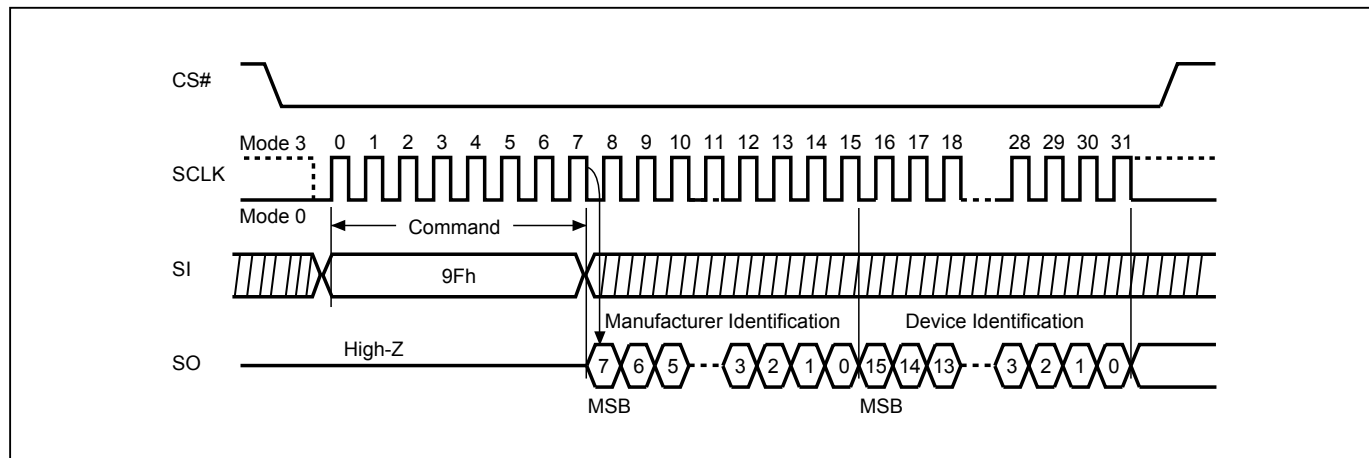 CS#
Mode 3 0 1 2 3 4 5 6 7 8 9 10 11 12 13 14 15 16 17 18 28 29 30 31
SCLK
Mode 0
Command
SI 9Fh
Manufacturer Identification Device Identification
High-Z
SO 7 6 5 3 2 1 0 15 14 13 3 2 1 0
MSB MSB